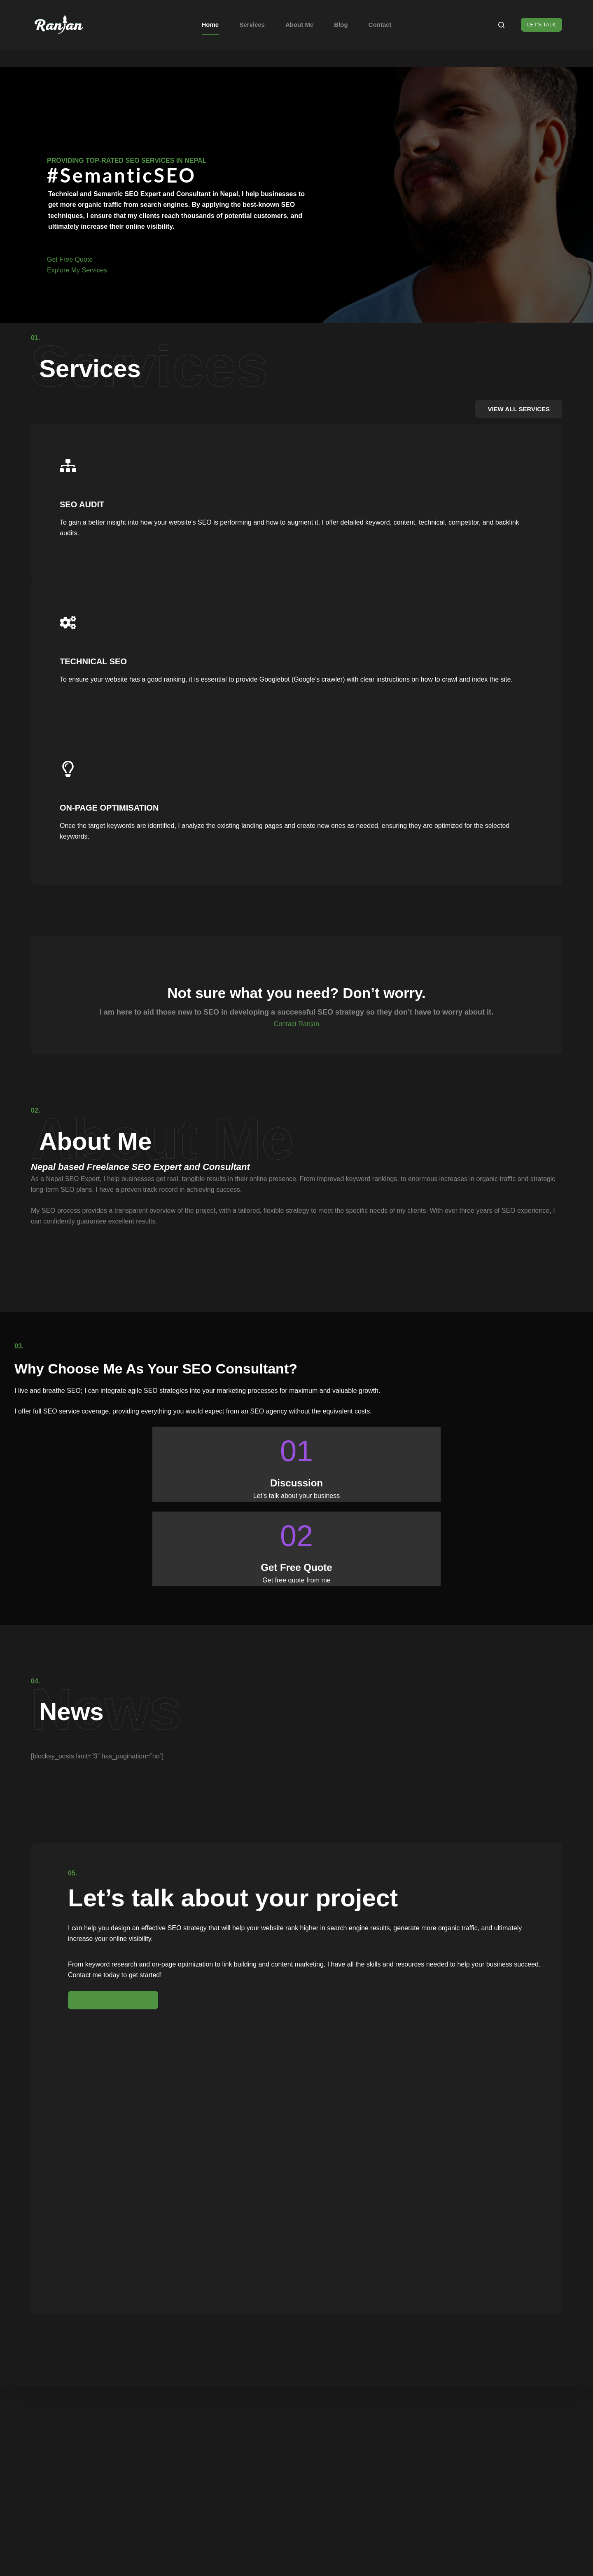 Ranjan
Home
Services
About Me
Blog
Contact
LET'S TALK
PROVIDING TOP-RATED SEO SERVICES IN NEPAL
#SemanticSEO
Technical and Semantic SEO Expert and Consultant in Nepal, I help businesses to
get more organic traffic from search engines. By applying the best-known SEO
techniques, I ensure that my clients reach thousands of potential customers, and
ultimately increase their online visibility.
Get Free Quote
Explore My Services
01.
Services
Services
VIEW ALL SERVICES
SEO AUDIT
To gain a better insight into how your website’s SEO is performing and how to augment it, I offer detailed keyword, content, technical, competitor, and backlink
audits.
TECHNICAL SEO
To ensure your website has a good ranking, it is essential to provide Googlebot (Google’s crawler) with clear instructions on how to crawl and index the site.
ON-PAGE OPTIMISATION
Once the target keywords are identified, I analyze the existing landing pages and create new ones as needed, ensuring they are optimized for the selected
keywords.
Not sure what you need? Don’t worry.
I am here to aid those new to SEO in developing a successful SEO strategy so they don’t have to worry about it.
Contact Ranjan
02.
About Me
About Me
Nepal based Freelance SEO Expert and Consultant
As a Nepal SEO Expert, I help businesses get real, tangible results in their online presence. From improved keyword rankings, to enormous increases in organic traffic and strategic
long-term SEO plans, I have a proven track record in achieving success.
My SEO process provides a transparent overview of the project, with a tailored, flexible strategy to meet the specific needs of my clients. With over three years of SEO experience, I
can confidently guarantee excellent results.
03.
Why Choose Me As Your SEO Consultant?
I live and breathe SEO; I can integrate agile SEO strategies into your marketing processes for maximum and valuable growth.
I offer full SEO service coverage, providing everything you would expect from an SEO agency without the equivalent costs.
01
Discussion
Let’s talk about your business
02
Get Free Quote
Get free quote from me
04.
News
News
[blocksy_posts limit="3" has_pagination="no"]
05.
Let’s talk about your project
I can help you design an effective SEO strategy that will help your website rank higher in search engine results, generate more organic traffic, and ultimately
increase your online visibility.
From keyword research and on-page optimization to link building and content marketing, I have all the skills and resources needed to help your business succeed.
Contact me today to get started!